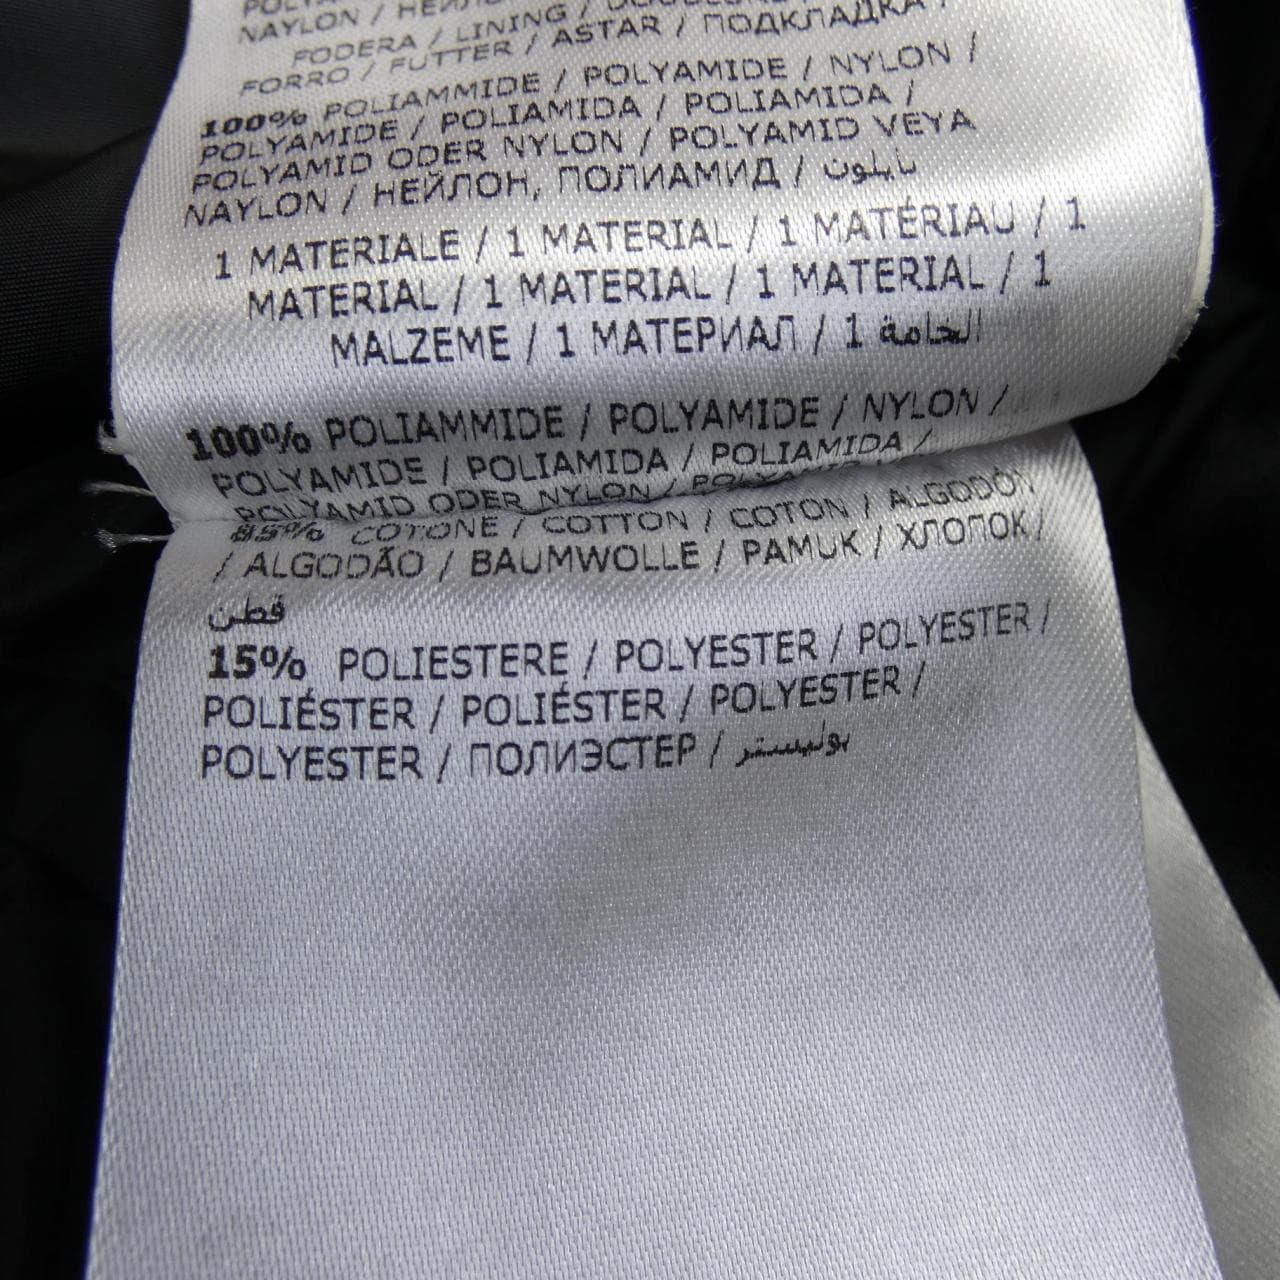 NAYLON /
FODERA / LINING /
FORRO / FUTTER / ASTAR / ПОДКЛАДКА /
100% POLIAMMIDE / POLYAMIDE / NYLON /
POLYAMIDE / POLIAMIDA / POLIAMIDA /
POLYAMID ODER NYLON / POLYAMID VEYA
NAYLON / НЕЙЛОН, ПОЛИАМИД / نايلون
1 MATERIALE / 1 MATERIAL / 1 MATÉRIAU / 1
MATERIAL / 1 MATERIAL / 1 MATERIAL / 1
MALZEME / 1 МАТЕРИАЛ / 1 الخامة
100% POLIAMMIDE / POLYAMIDE / NYLON /
POLYAMIDE / POLIAMIDA / POLIAMIDA /
POLYAMID ODER NYLON /
85% COTONE / COTTON / COTON / ALGODÓN
/ ALGODÃO / BAUMWOLLE / PAMUK / ХЛОПОК /
قطن
15% POLIESTERE / POLYESTER / POLYESTER /
POLIÉSTER / POLIÉSTER / POLYESTER /
POLYESTER / ПОЛИЭСТЕР / بوليستر